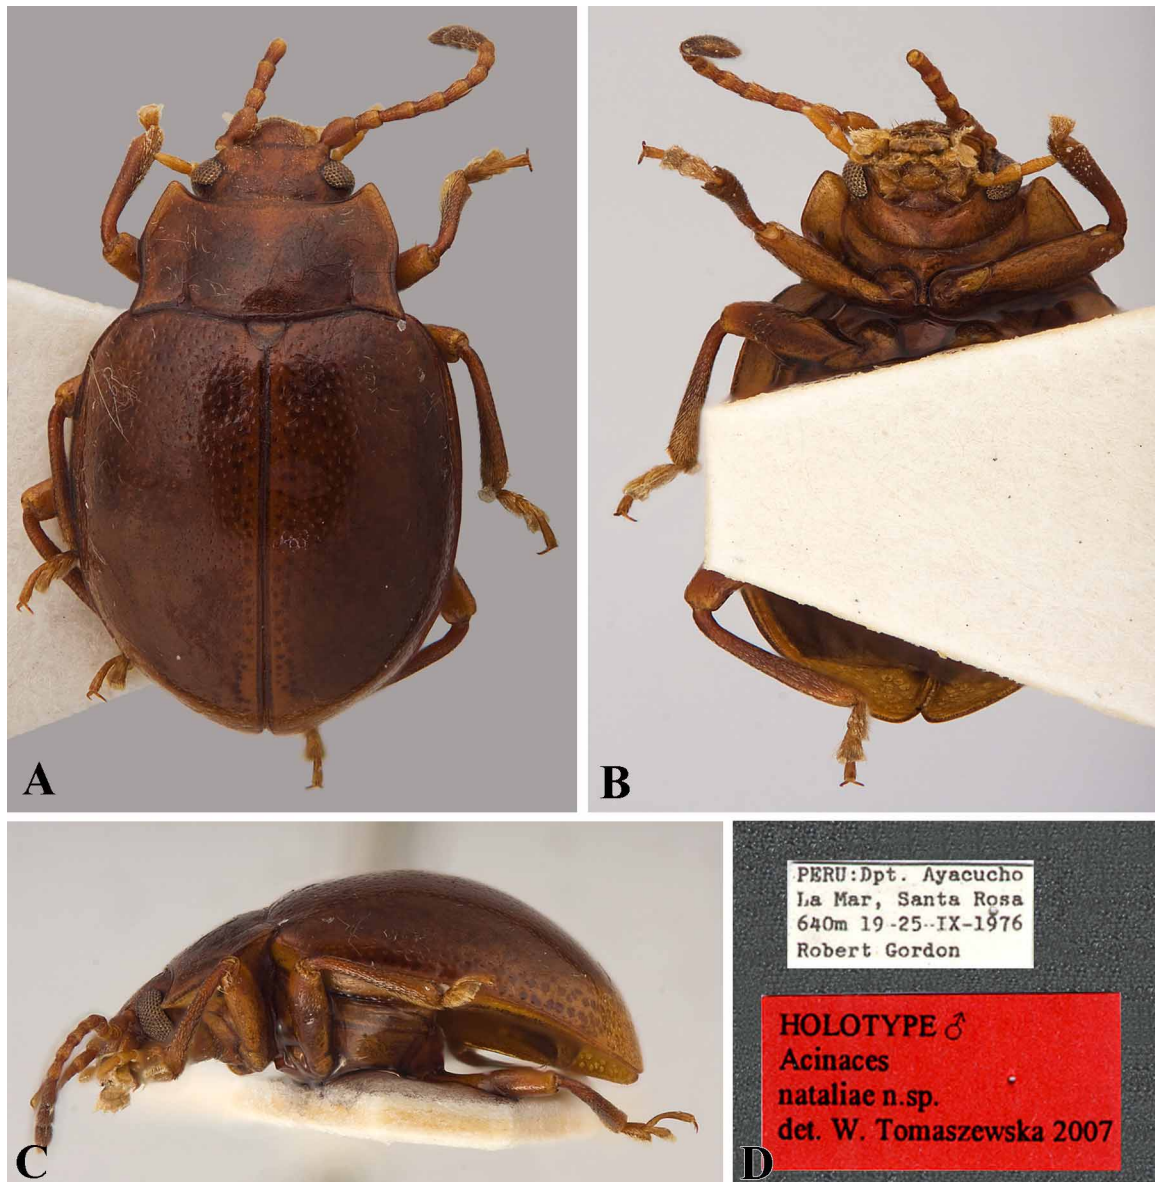 A
B
C
PERU:Dpt. Ayacucho
La Mar, Santa Rosa
640m 19-25-IX-1976
Robert Gordon
HOLOTYPE ♂
Acinaces
nataliae n.sp.
det. W. Tomaszewska 2007
D